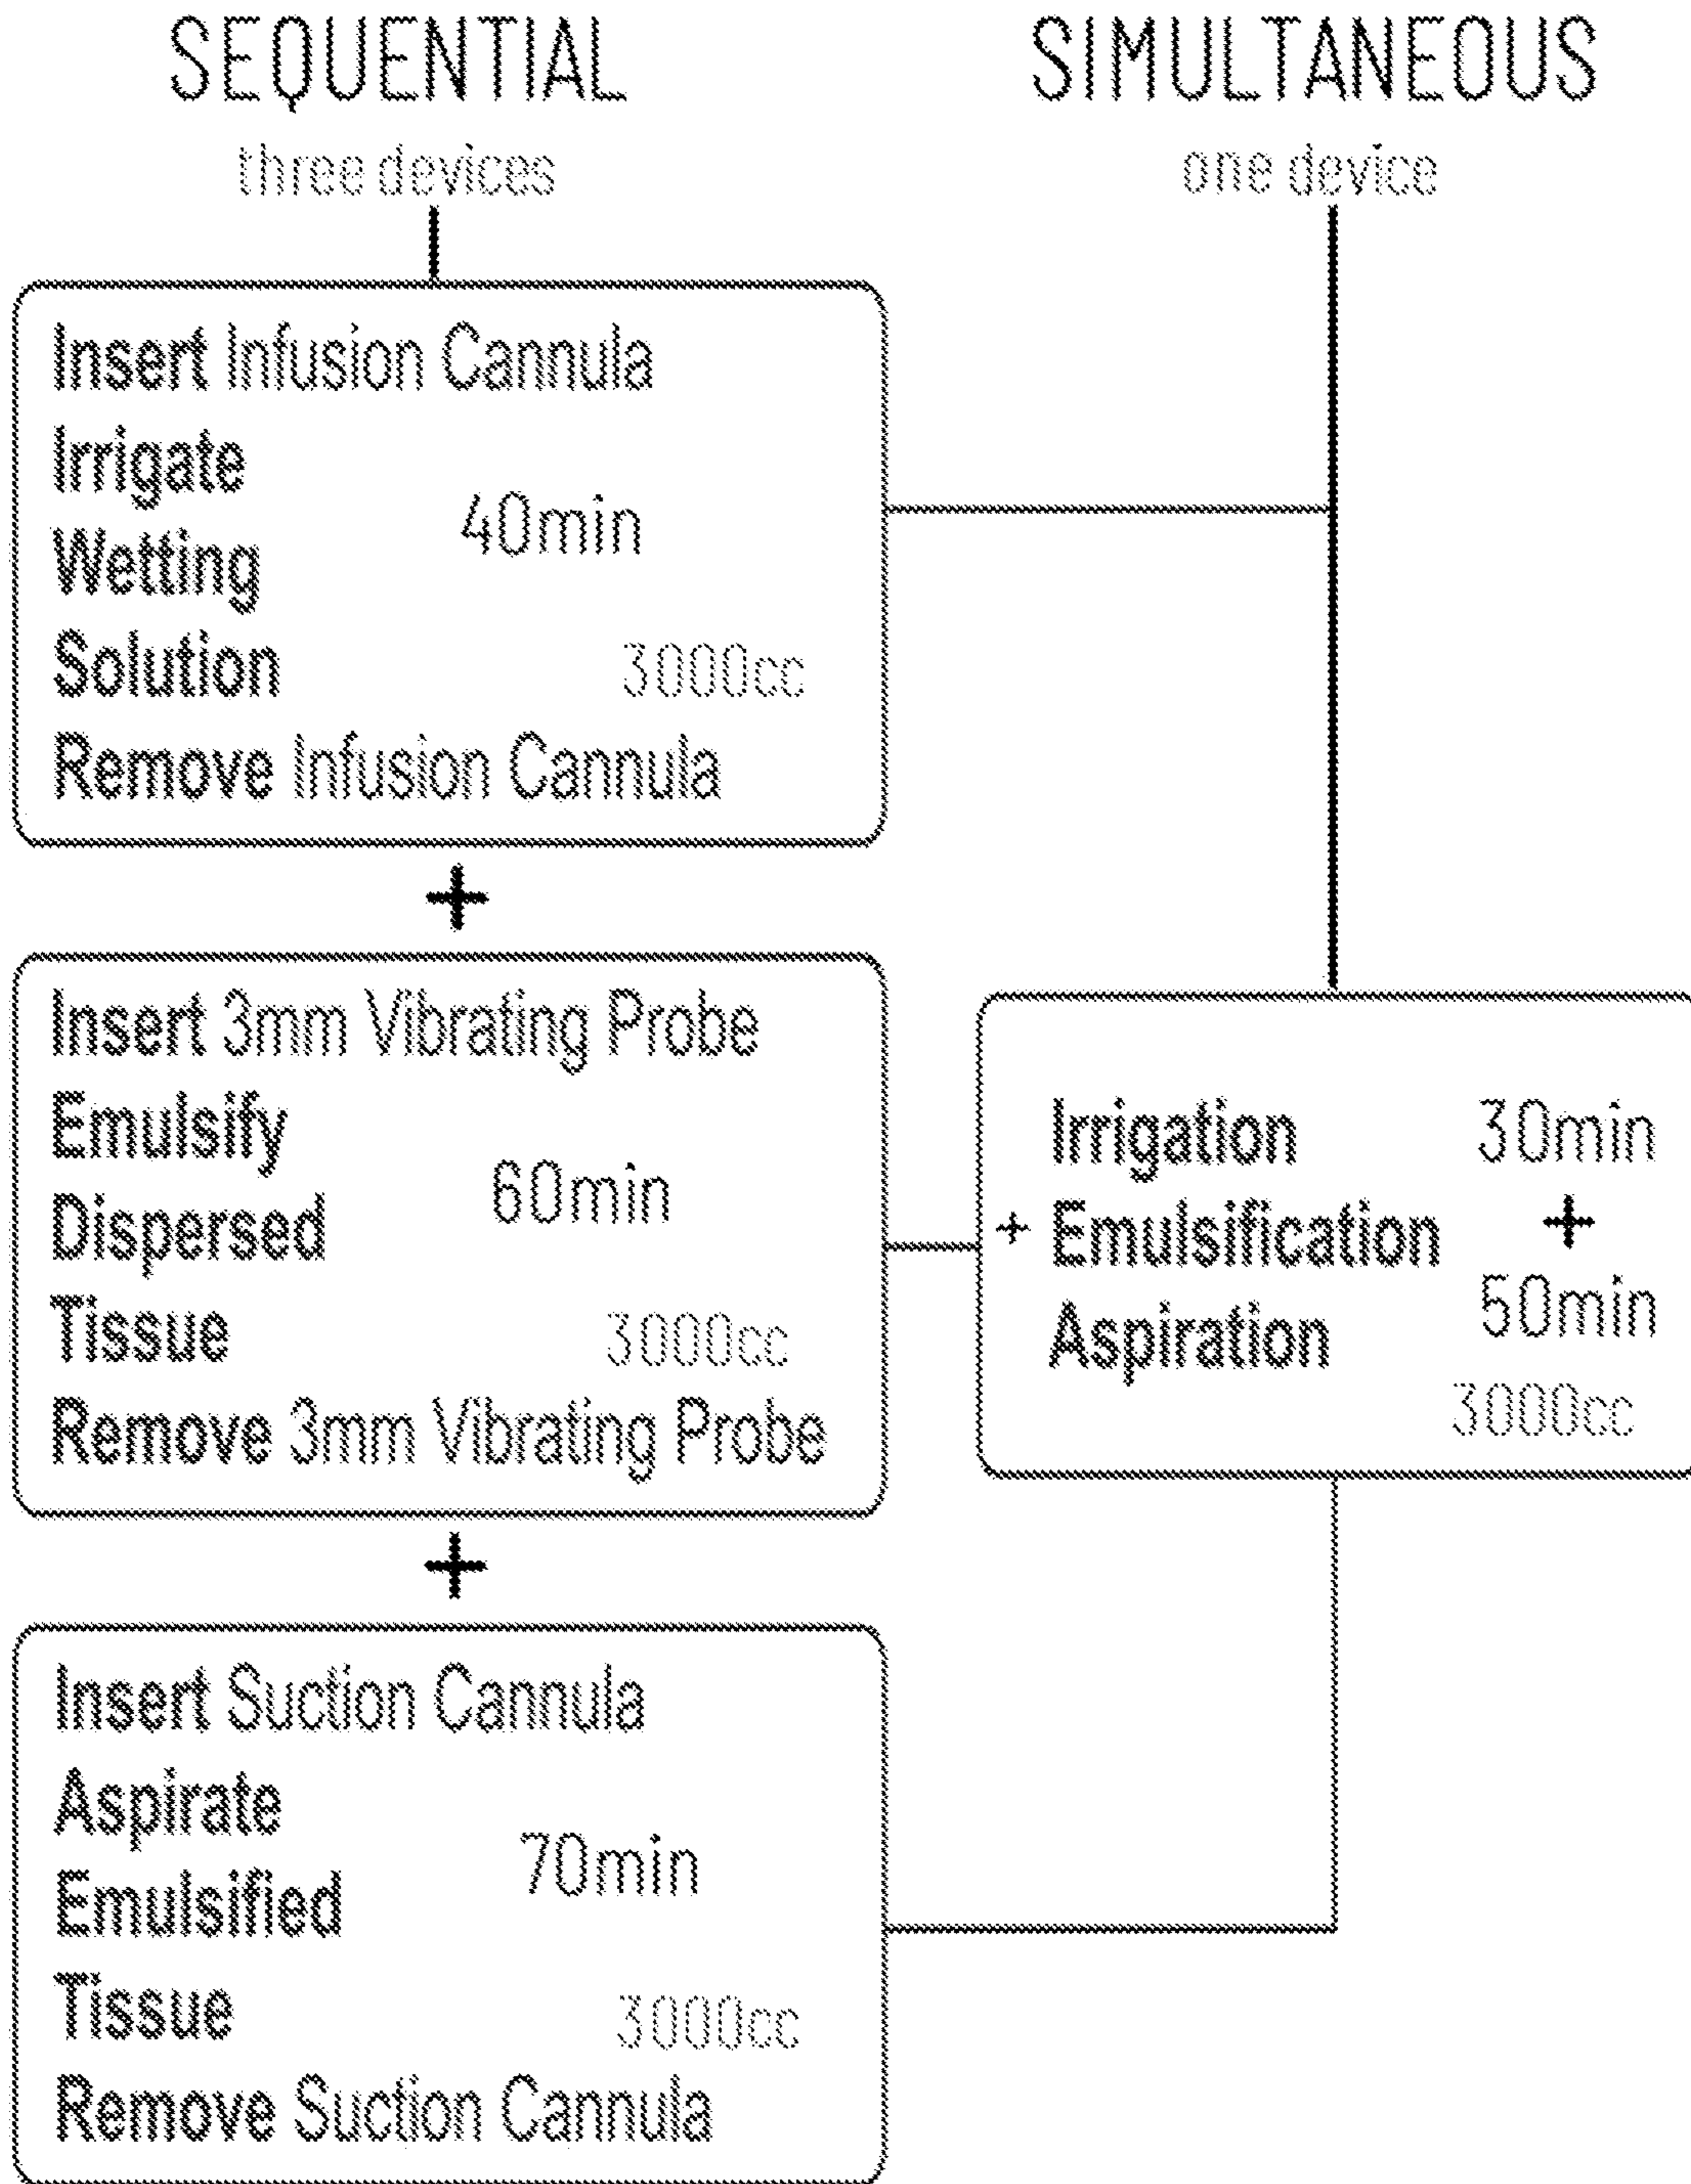 SEQUENTIAL
three devices
Insert Infusion Cannula
Irrigate
Wetting
Solution
40min
3000cc
Remove Infusion Cannula
+
Insert 3mm Vibrating Probe
Emulsify
Dispersed
Tissue
60min
3000cc
Remove 3mm Vibrating Probe
+
Insert Suction Cannula
Aspirate
Emulsified
Tissue
70min
3000cc
Remove Suction Cannula
SIMULTANEOUS
one device
Irrigation
+ Emulsification
Aspiration
30min
+
50min
3000cc